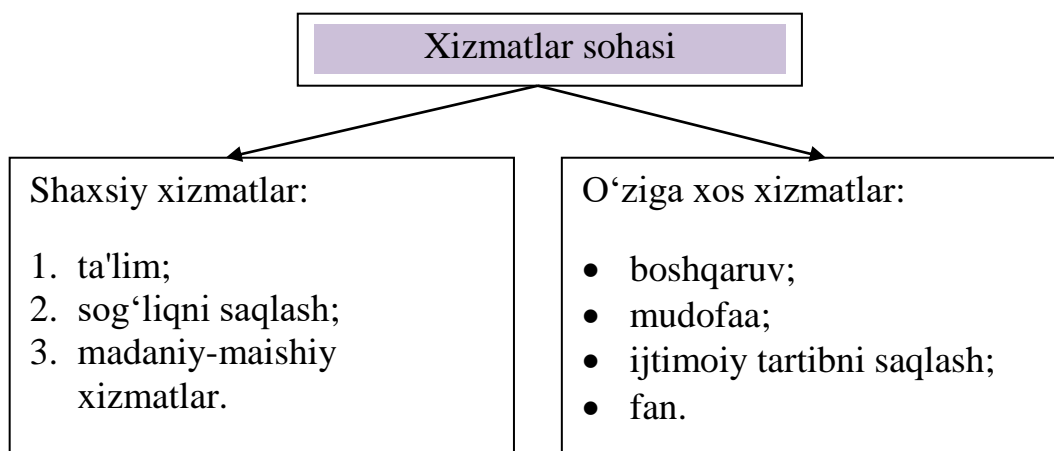 Xizmatlar sohasi
Shaxsiy xizmatlar:
1. ta'lim;
2. sog‘liqni saqlash;
3. madaniy-maishiy
xizmatlar.
O‘ziga xos xizmatlar:
• boshqaruv;
• mudofaa;
• ijtimoiy tartibni saqlash;
• fan.